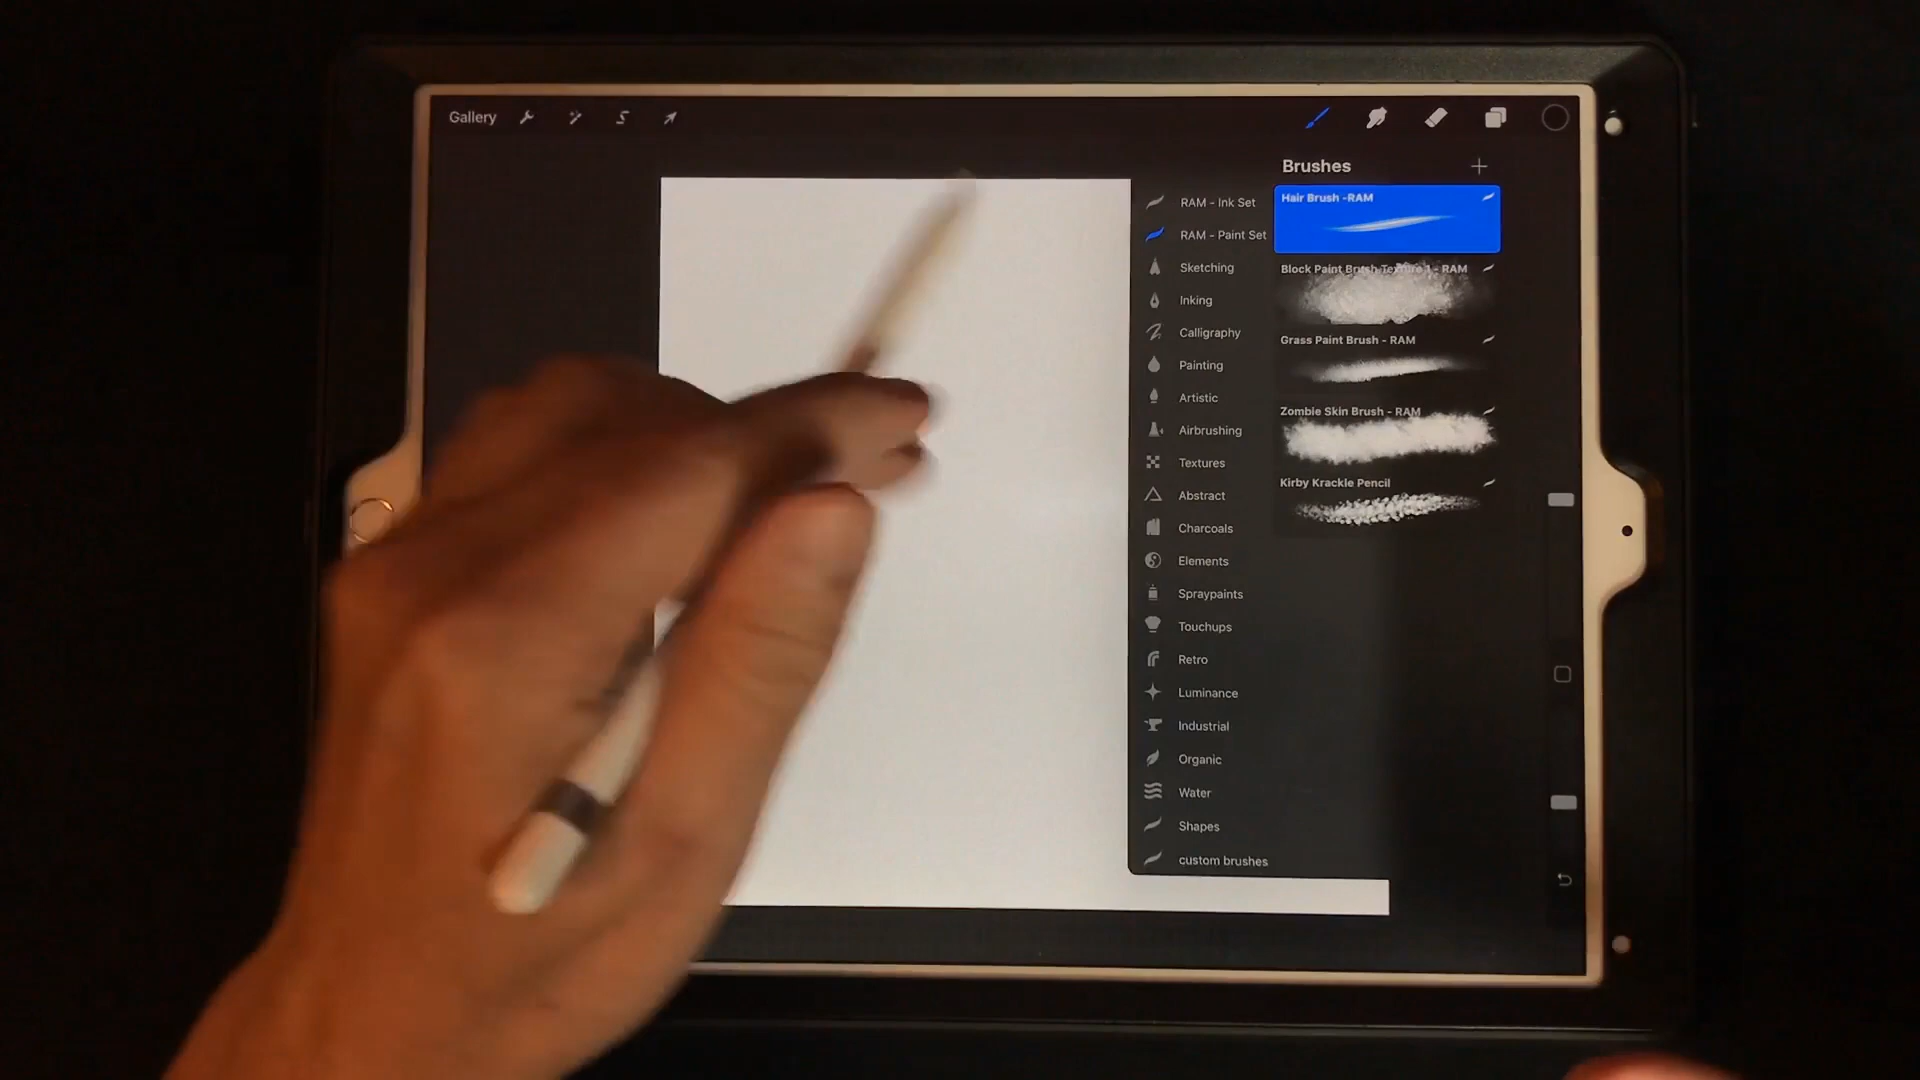 Gallery
Brushes
RAM - Ink Set
RAM - Paint Set
Sketching
Inking
Calligraphy
Painting
Artistic
Airbrushing
Textures
Abstract
Charcoals
Elements
Spraypaints
Touchups
Retro
Luminance
Industrial
Organic
Water
Shapes
custom brushes
Hair Brush -RAM
Block Paint Brush Texture 1 - RAM
Grass Paint Brush - RAM
Zombie Skin Brush - RAM
Kirby Krackle Pencil